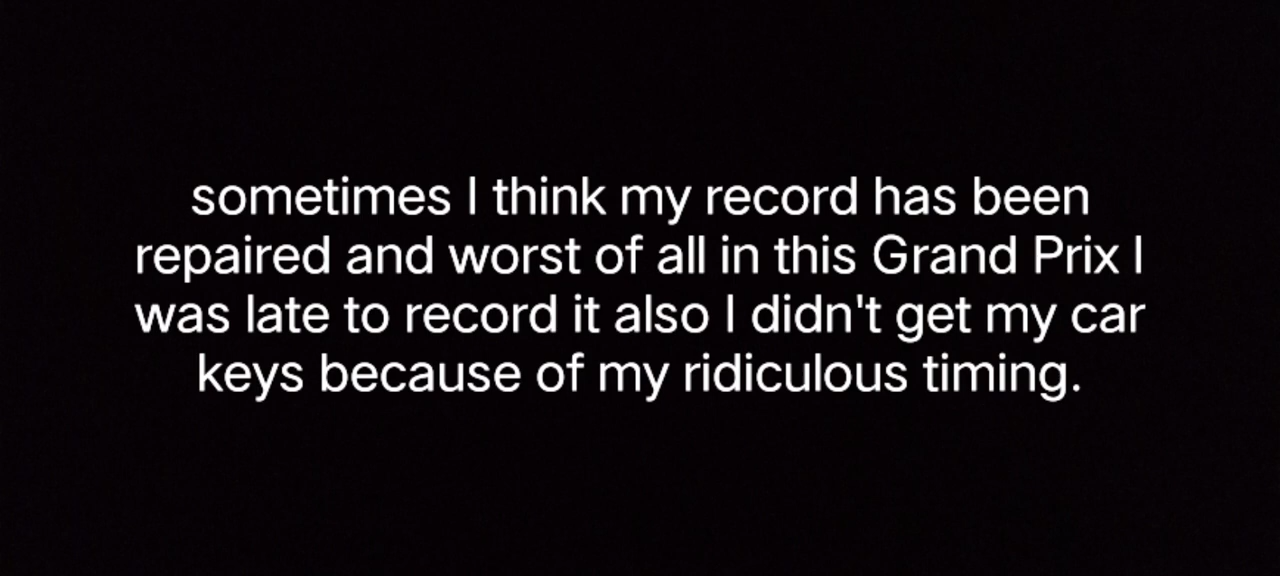 sometimes I think my record has been
repaired and worst of all in this Grand Prix I
was late to record it also I didn't get my car
keys because of my ridiculous timing.